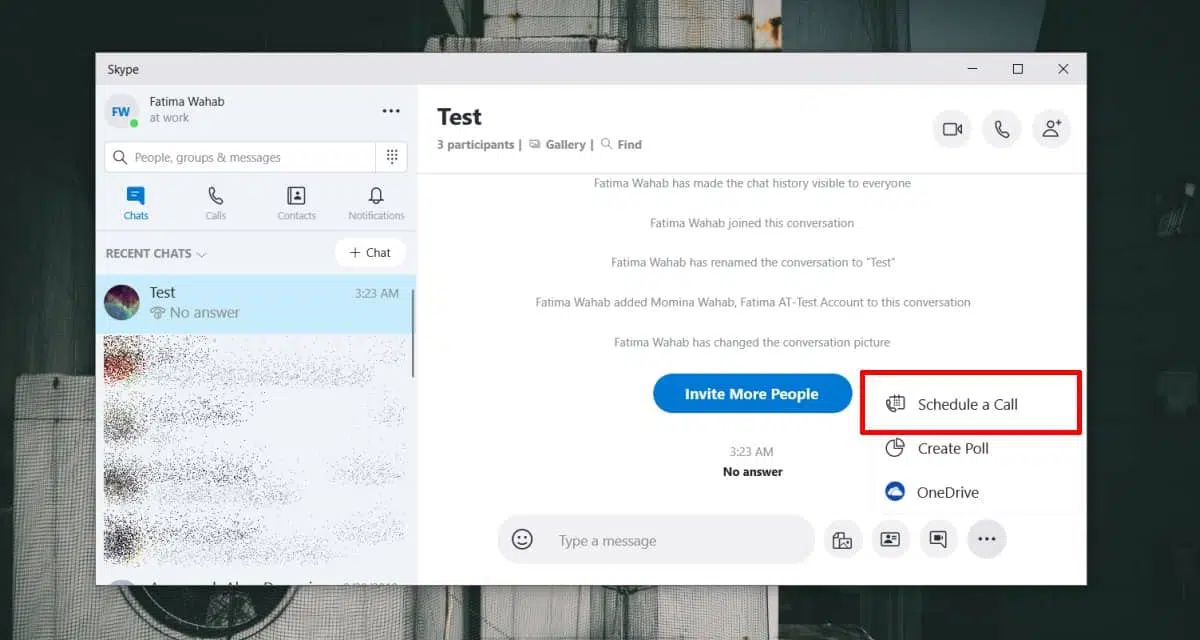 Skype
FW
Fatima Wahab
at work
People, groups & messages
Chats
Calls
Contacts
Notifications
RECENT CHATS
+ Chat
Test
3:23 AM
No answer
Test
3 participants | Gallery | Find
Fatima Wahab has made the chat history visible to everyone
Fatima Wahab joined this conversation
Fatima Wahab has renamed the conversation to "Test"
Fatima Wahab added Momina Wahab, Fatima AT-Test Account to this conversation
Fatima Wahab has changed the conversation picture
Invite More People
3:23 AM
No answer
Schedule a Call
Create Poll
OneDrive
Type a message